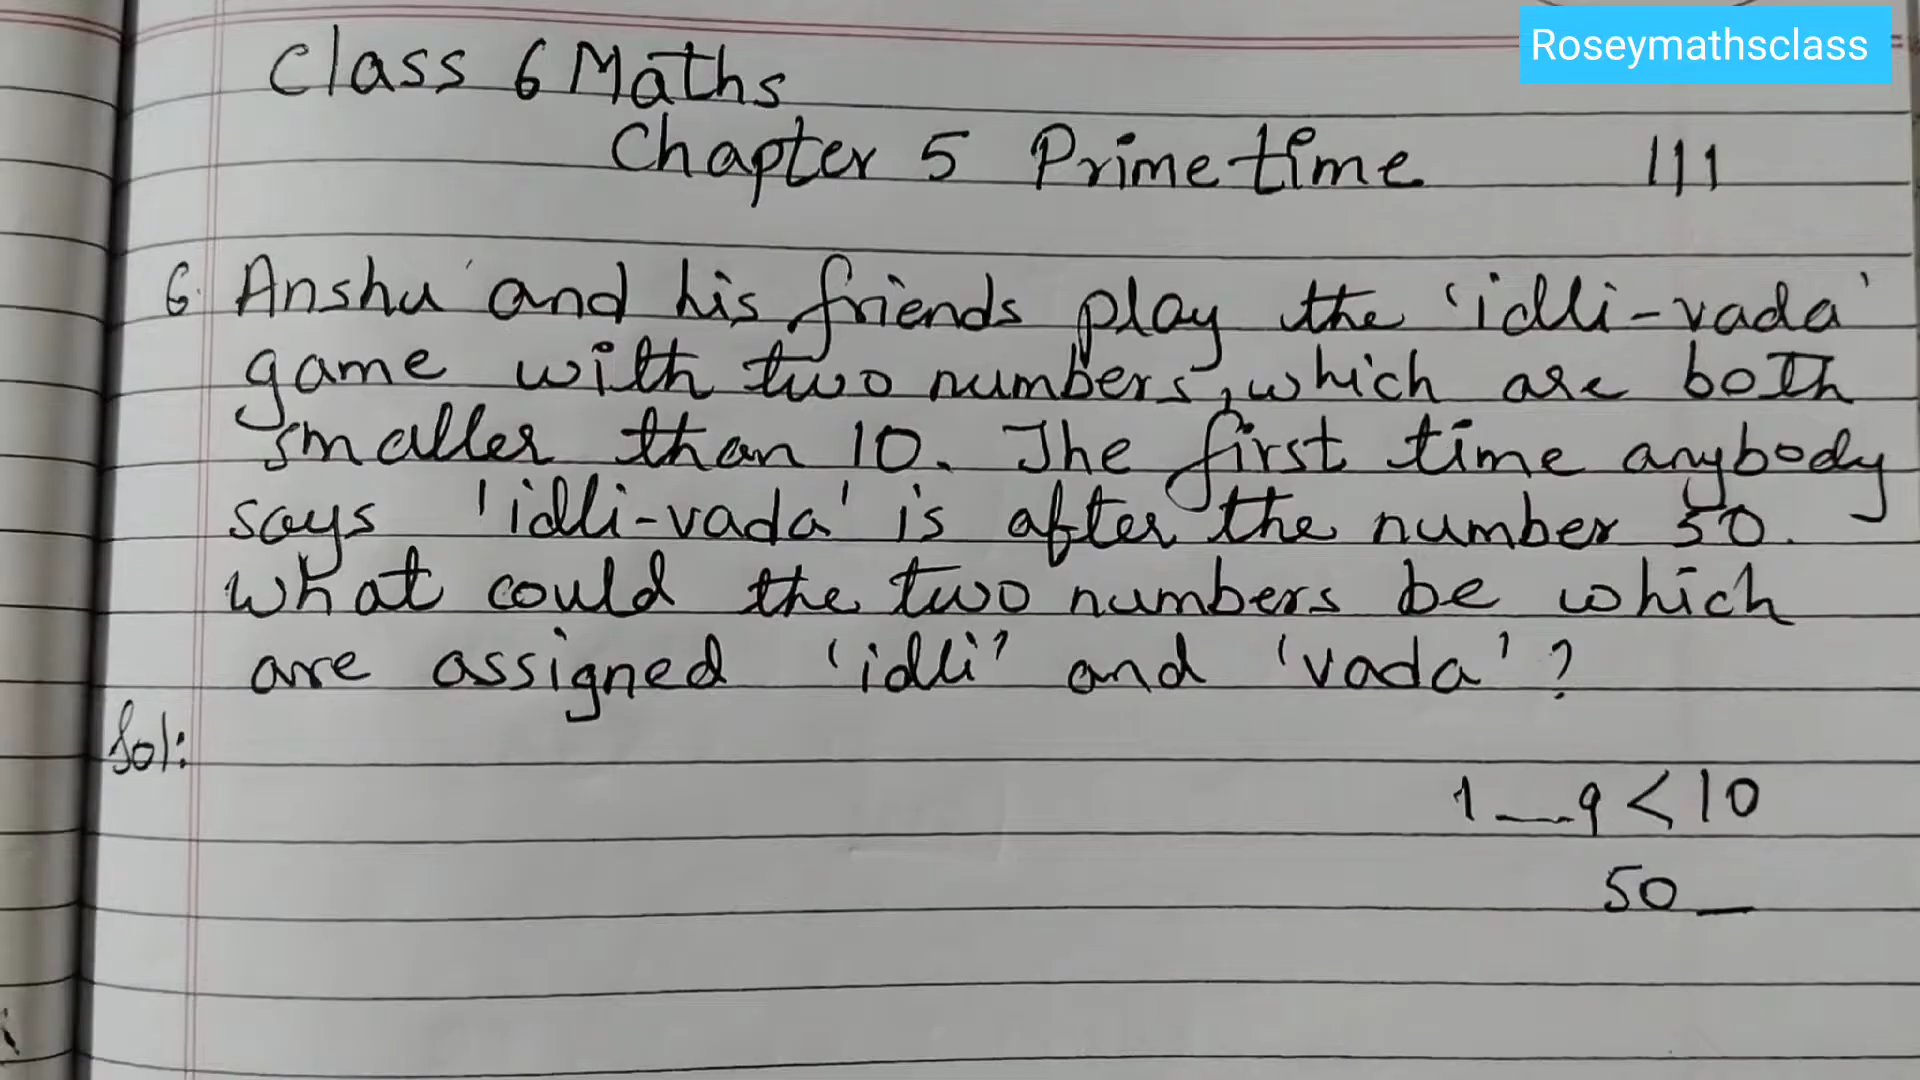 Roseymathsclass
Class 6 Maths
Chapter 5 Prime time 111
6. Anshu and his friends play the 'idli-vada'
game with two numbers, which are both
smaller than 10. The first time anybody
says 'idli-vada' is after the number 50.
What could the two numbers be which
are assigned 'idli' and 'vada'?
Sol:
1__9<10
50_